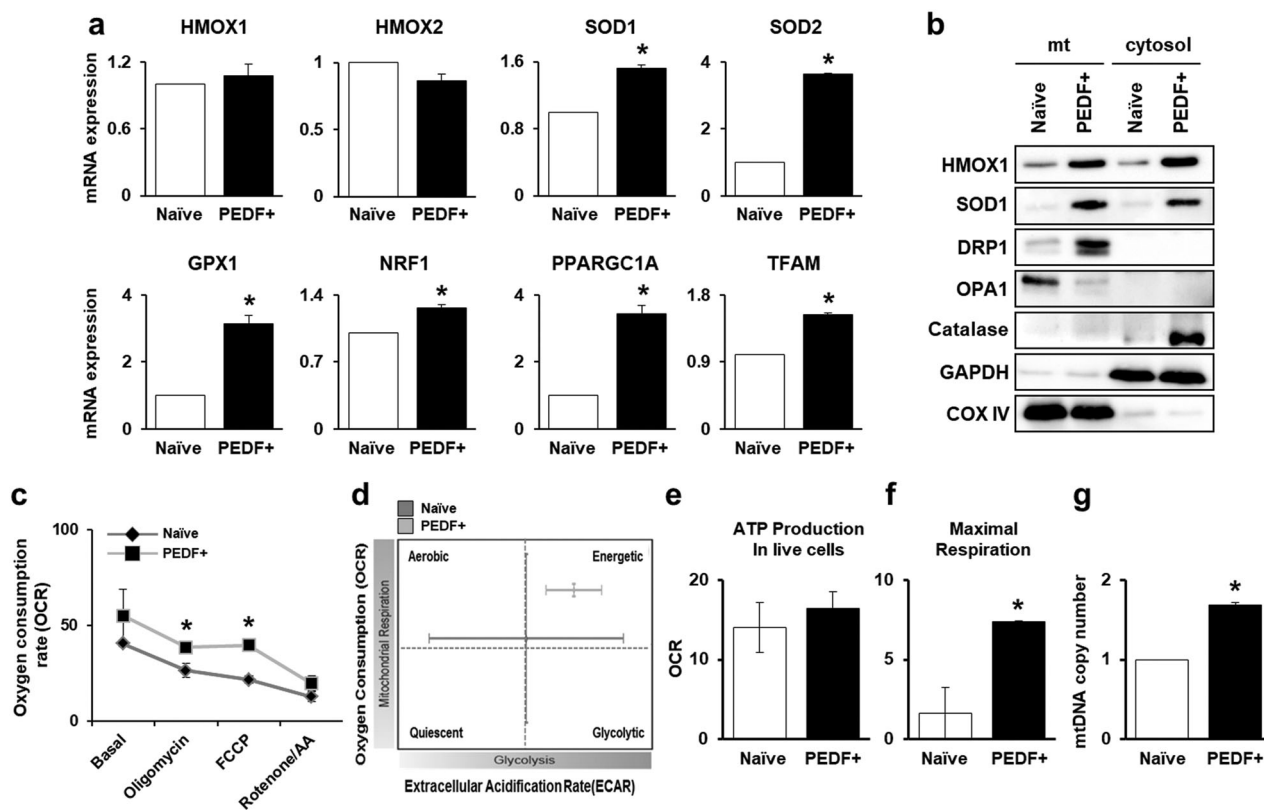 a
HMOX1
HMOX2
SOD1
SOD2
mRNA expression
1.2
0.6
0
Naïve PEDF+
1
0.5
0
Naïve PEDF+
1.6
0.8
0
*
Naïve PEDF+
4
2
0
*
Naïve PEDF+
GPX1
NRF1
PPARGC1A
TFAM
mRNA expression
4
2
0
*
Naïve PEDF+
1.4
0.7
0
*
Naïve PEDF+
4
2
0
*
Naïve PEDF+
1.8
0.9
0
*
Naïve PEDF+
b
mt cytosol
Naïve PEDF+ Naïve PEDF+
HMOX1
SOD1
DRP1
OPA1
Catalase
GAPDH
COX IV
c
Oxygen consumption
rate (OCR)
100
50
0
Naïve
PEDF+
* *
Basal
Oligomycin
FCCP
Rotenone/AA
d
Naïve
PEDF+
Oxygen Consumption (OCR)
Mitochondrial Respiration
Aerobic Energetic
Quiescent Glycolytic
Glycolysis
Extracellular Acidification Rate(ECAR)
e
ATP Production
In live cells
OCR
20
10
0
Naïve PEDF+
f
Maximal
Respiration
10
5
0
*
Naïve PEDF+
g
mtDNA copy number
2
1
0
*
Naïve PEDF+